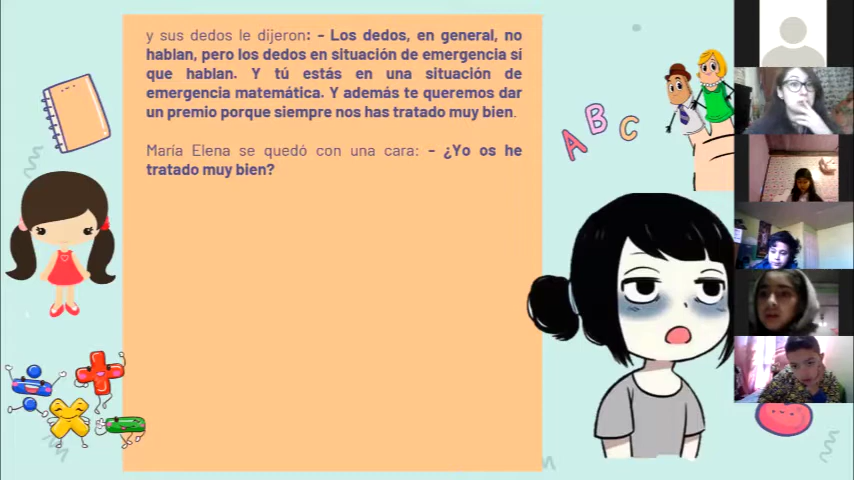 y sus dedos le dijeron: - Los dedos, en general, no
hablan, pero los dedos en situación de emergencia sí
que hablan. Y tú estás en una situación de
emergencia matemática. Y además te queremos dar
un premio porque siempre nos has tratado muy bien.
María Elena se quedó con una cara: - ¿Yo os he
tratado muy bien?
A B C